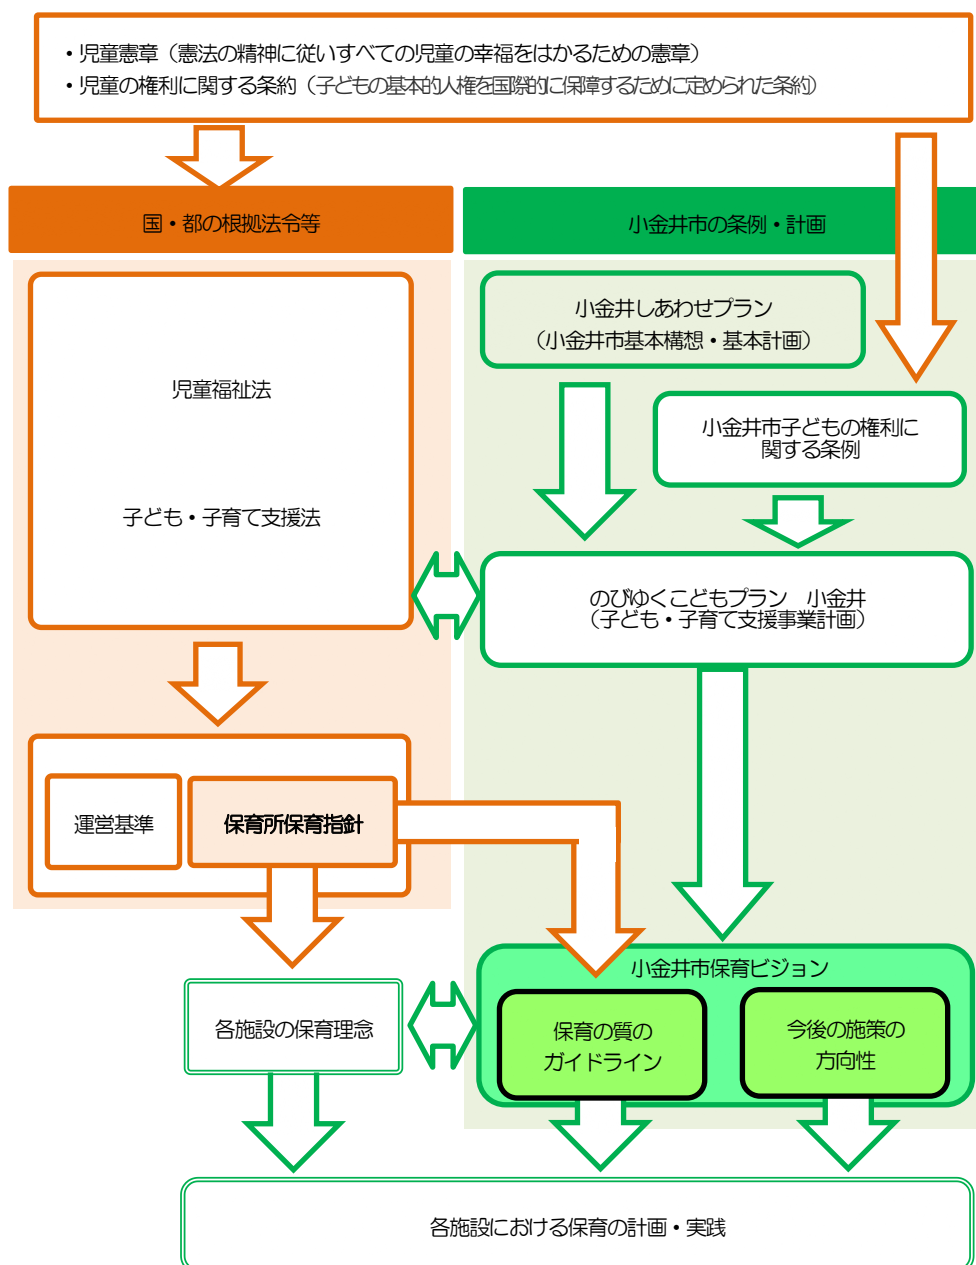 ・児童憲章（憲法の精神に従いすべての児童の幸福をはかるための憲章）
・児童の権利に関する条約（子どもの基本的人権を国際的に保障するために定められた条約）
国・都の根拠法令等
小金井市の条例・計画
児童福祉法
子ども・子育て支援法
小金井しあわせプラン
（小金井市基本構想・基本計画）
小金井市子どもの権利に
関する条例
のびゆくこどもプラン　小金井
（子ども・子育て支援事業計画）
運営基準
保育所保育指針
小金井市保育ビジョン
各施設の保育理念
保育の質の
ガイドライン
今後の施策の
方向性
各施設における保育の計画・実践